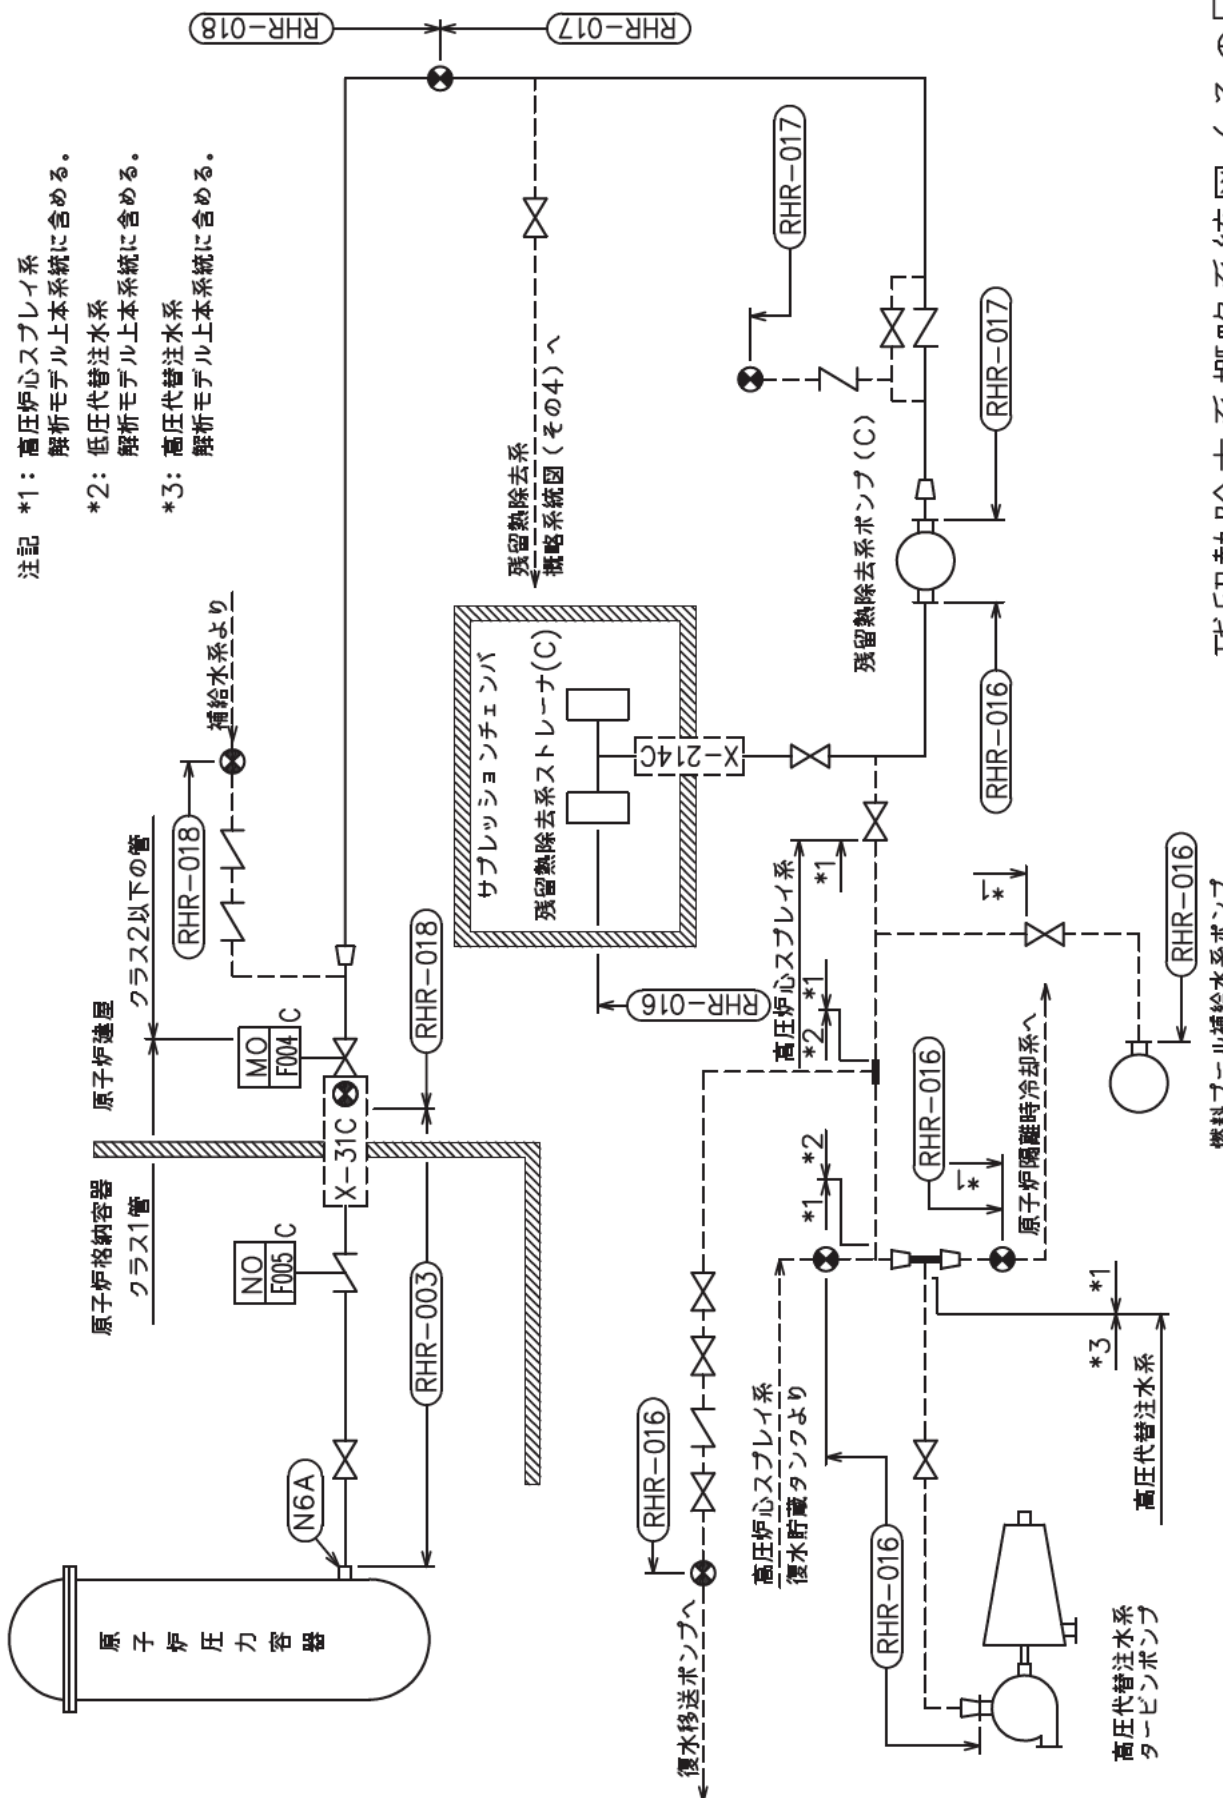 注記 *1：高圧炉心スプレイ系
解析モデル上本系統に含める。
*2：低圧代替注水系
解析モデル上本系統に含める。
*3：高圧代替注水系
解析モデル上本系統に含める。
原子炉格納容器
原子炉建屋
クラス1管
クラス2以下の管
補給水系より
RHR-018
NO
F005
C
MO
F004
C
X-31C
N6A
原子炉圧力容器
RHR-003
RHR-018
RHR-018
RHR-017
残留熱除去系
概略系統図（その4）へ
サプレッションチェンバ
残留熱除去系ストレーナ(C)
X-214C
RHR-016
RHR-017
残留熱除去系ポンプ(C)
RHR-016
RHR-017
高圧炉心スプレイ系
*1
*2
*1
*1
*2
*1
RHR-016
復水移送ポンプへ
高圧炉心スプレイ系
復水貯蔵タンクより
RHR-016
RHR-016
*1
原子炉隔離時冷却系へ
RHR-016
燃料プール補給水系ポンプ
*3
*1
高圧代替注水系
高圧代替注水系
タービンポンプ